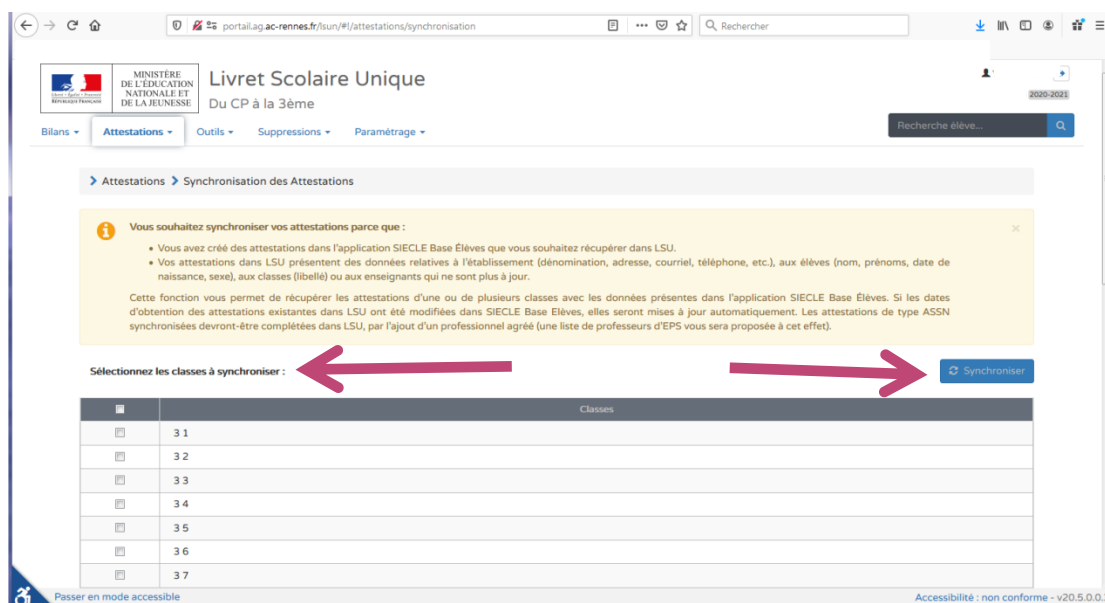 portail.ag.ac-rennes.fr/lsun/#!/attestations/synchronisation
Rechercher
MINISTÈRE
DE L'ÉDUCATION
NATIONALE ET
DE LA JEUNESSE
Liberté • Égalité • Fraternité
RÉPUBLIQUE FRANÇAISE
Livret Scolaire Unique
Du CP à la 3ème
2020-2021
Bilans Attestations Outils Suppressions Paramétrage
Recherche élève...
Attestations Synchronisation des Attestations
Vous souhaitez synchroniser vos attestations parce que :
• Vous avez créé des attestations dans l'application SIECLE Base Élèves que vous souhaitez récupérer dans LSU.
• Vos attestations dans LSU présentent des données relatives à l'établissement (dénomination, adresse, courriel, téléphone, etc.), aux élèves (nom, prénoms, date de
naissance, sexe), aux classes (libellé) ou aux enseignants qui ne sont plus à jour.
Cette fonction vous permet de récupérer les attestations d'une ou de plusieurs classes avec les données présentes dans l'application SIECLE Base Élèves. Si les dates
d'obtention des attestations existantes dans LSU ont été modifiées dans SIECLE Base Elèves, elles seront mises à jour automatiquement. Les attestations de type ASSN
synchronisées devront-être complétées dans LSU, par l'ajout d'un professionnel agréé (une liste de professeurs d'EPS vous sera proposée à cet effet).
Sélectionnez les classes à synchroniser :
Synchroniser
Classes
3 1
3 2
3 3
3 4
3 5
3 6
3 7
Passer en mode accessible
Accessibilité : non conforme - v20.5.0.0.